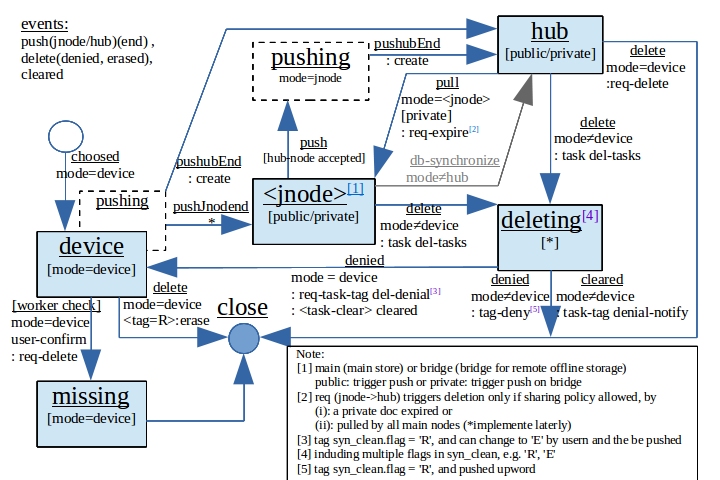 events:
push(jnode/hub)(end) ,
delete(denied, erased),
cleared
choosed
mode=device
pushing
device
[mode=device]
[worker check]
mode=device
user-confirm
: req-delete
missing
[mode=device]
delete
mode=device
<tag=R>:erase
close
pushubEnd
: create
pushJnodend
*
pushing
mode=jnode
push
[hub-node accepted]
<jnode>[1]
[public/private]
pushubEnd
: create
pull
mode=<jnode>
[private]
: req-expire[2]
db-synchronize
mode≠hub
delete
mode≠device
: task del-tasks
hub
[public/private]
delete
mode=device
:req-delete
delete
mode≠device
: task del-tasks
deleting[4]
[*]
denied
mode = device
: req-task-tag del-denial[3]
: <task-clear> cleared
denied
mode≠device
: tag-deny[5]
cleared
mode≠device
: task-tag denial-notify
Note:
[1] main (main store) or bridge (bridge for remote offline storage)
public: trigger push or private: trigger push on bridge
[2] req (jnode->hub) triggers deletion only if sharing policy allowed, by
(i): a private doc expired or
(ii): pulled by all main nodes (*implemente laterly)
[3] tag syn_clean.flag = 'R', and can change to 'E' by usern and the be pushed
[4] induding multiple flags in syn_clean, e.g. 'R', 'E'
[5] tag syn_clean.flag = 'R', and pushed upword